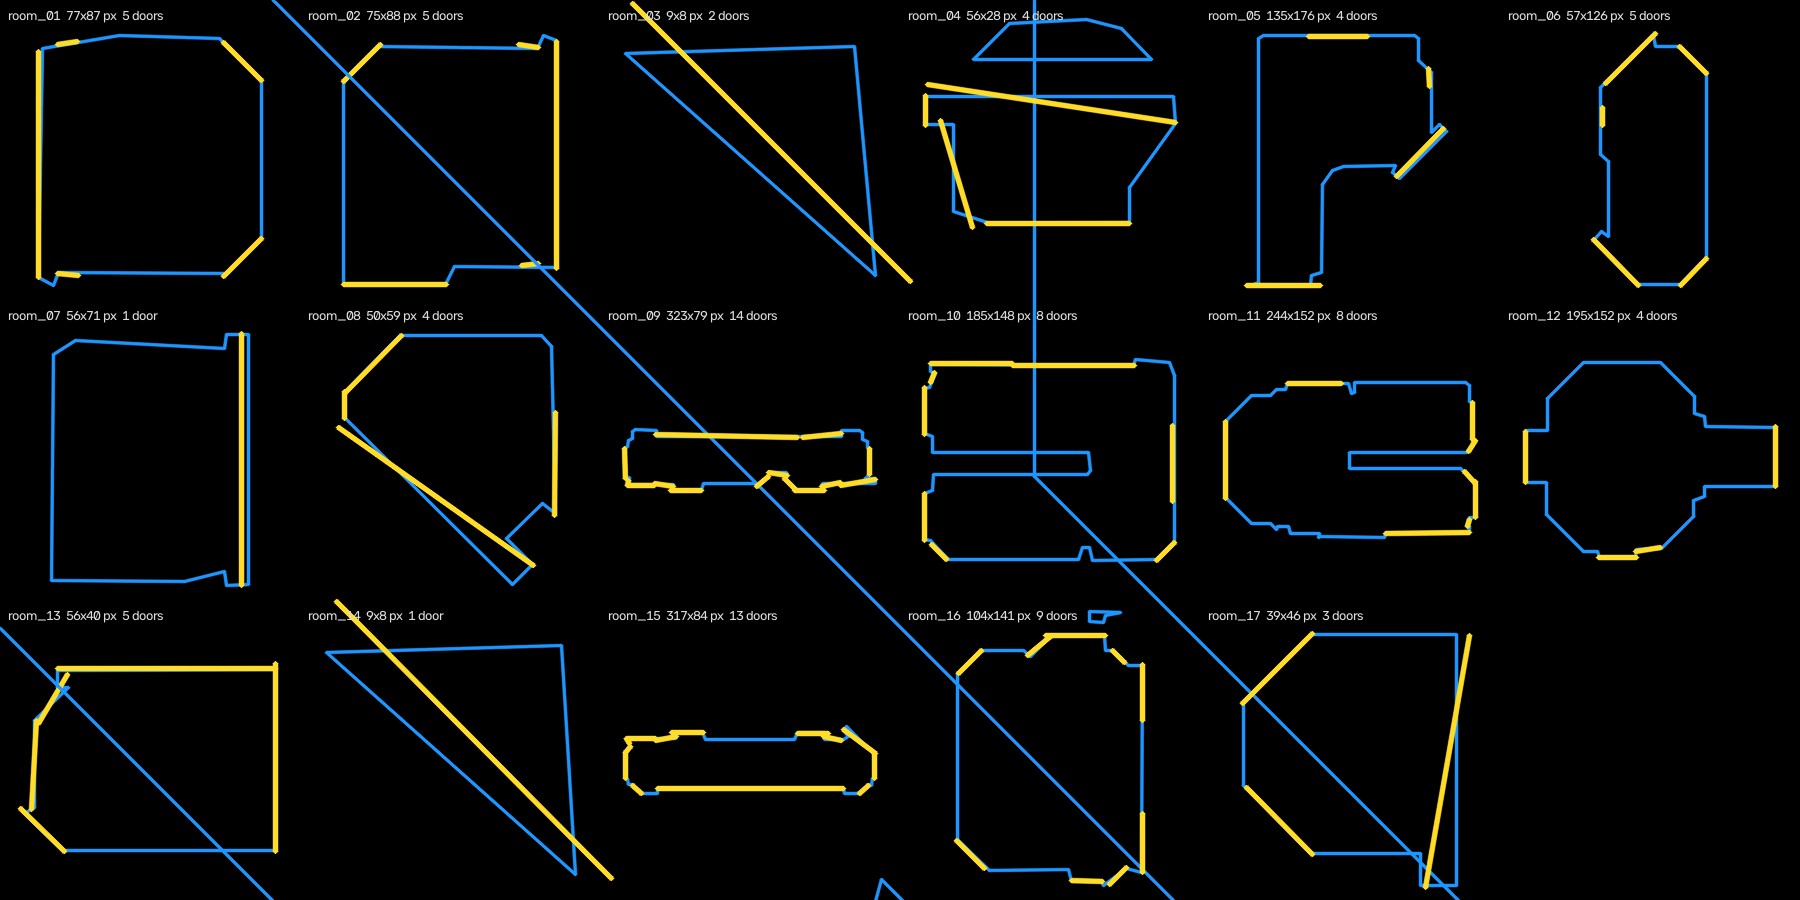 room_01 77x87 px 5 doors
room_02 75x88 px 5 doors
room_03 9x8 px 2 doors
room_04 56x28 px 4 doors
room_05 135x176 px 4 doors
room_06 57x126 px 5 doors
room_07 56x71 px 1 door
room_08 50x59 px 4 doors
room_09 323x79 px 14 doors
room_10 185x148 px 8 doors
room_11 244x152 px 8 doors
room_12 195x152 px 4 doors
room_13 56x40 px 5 doors
room_14 9x8 px 1 door
room_15 317x84 px 13 doors
room_16 104x141 px 9 doors
room_17 39x46 px 3 doors